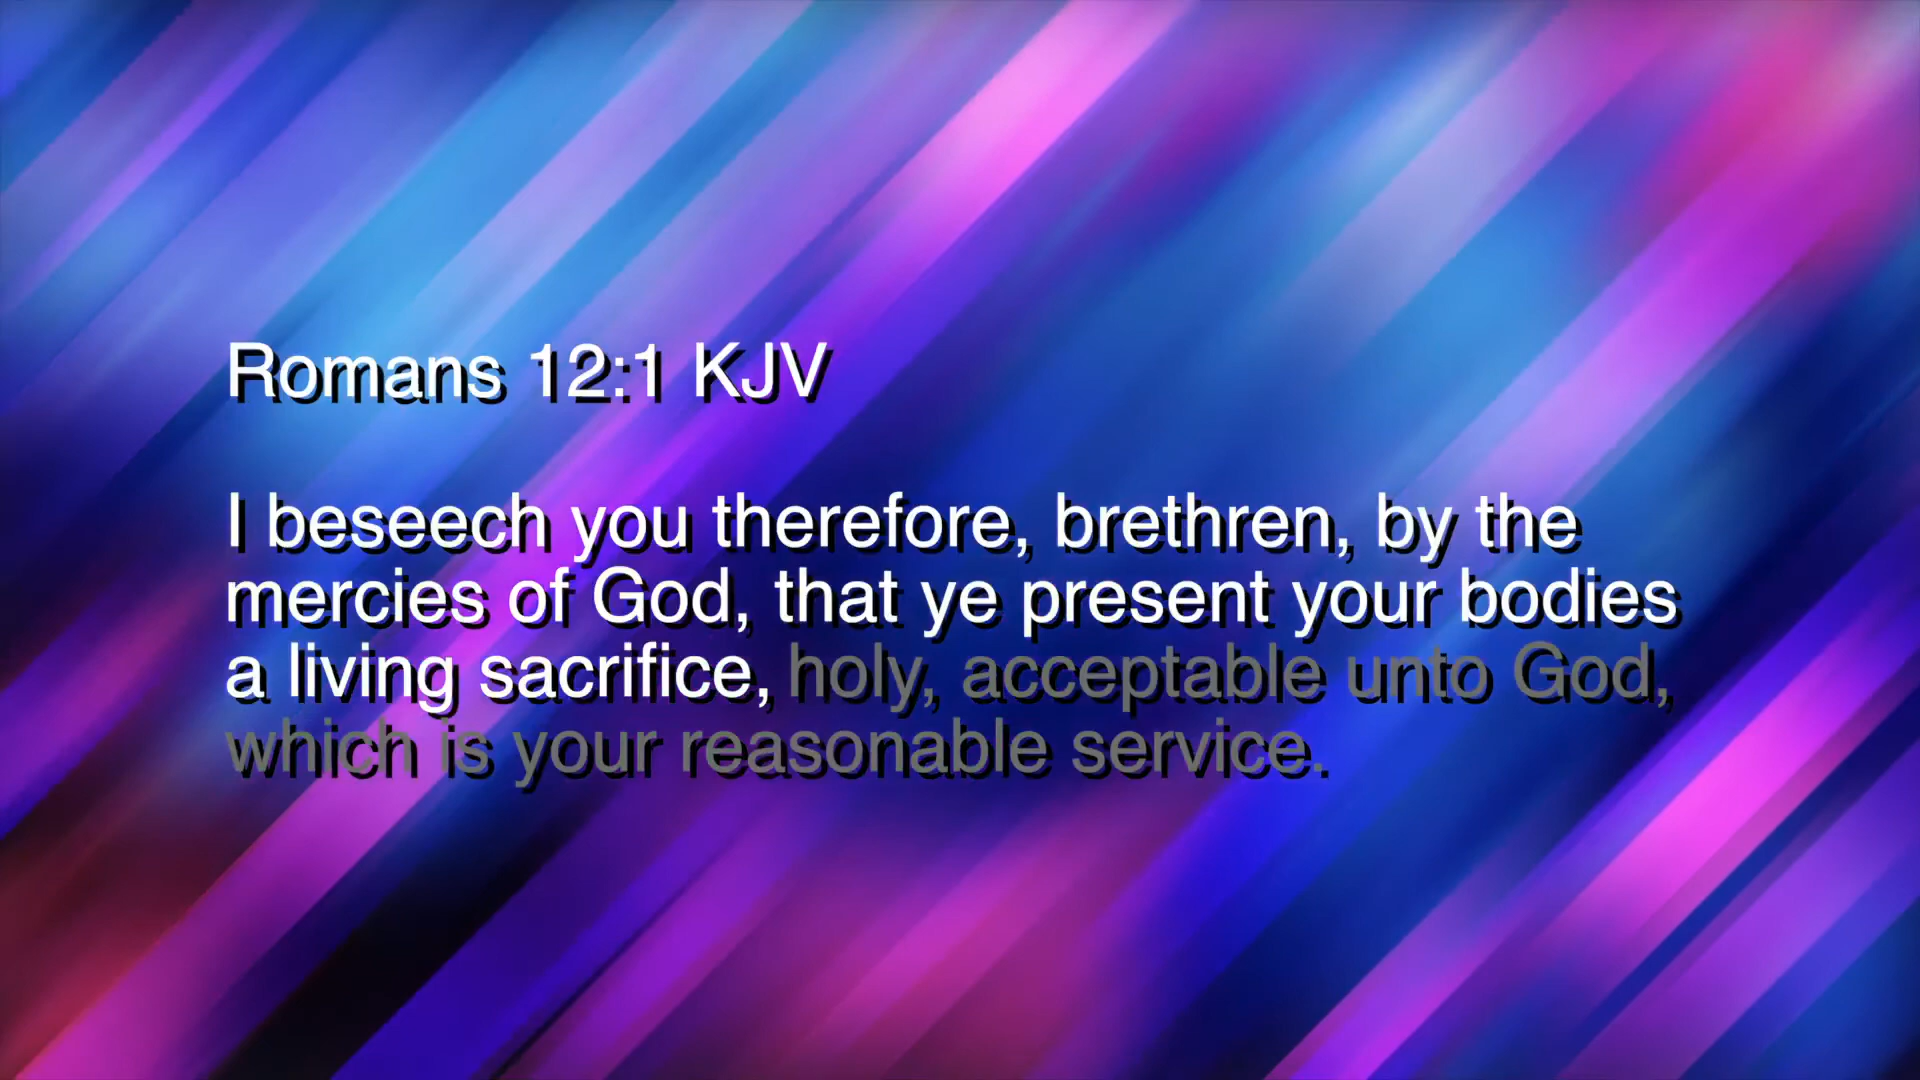 Romans 12:1 KJV
I beseech you therefore, brethren, by the
mercies of God, that ye present your bodies
a living sacrifice, holy, acceptable unto God,
which is your reasonable service.